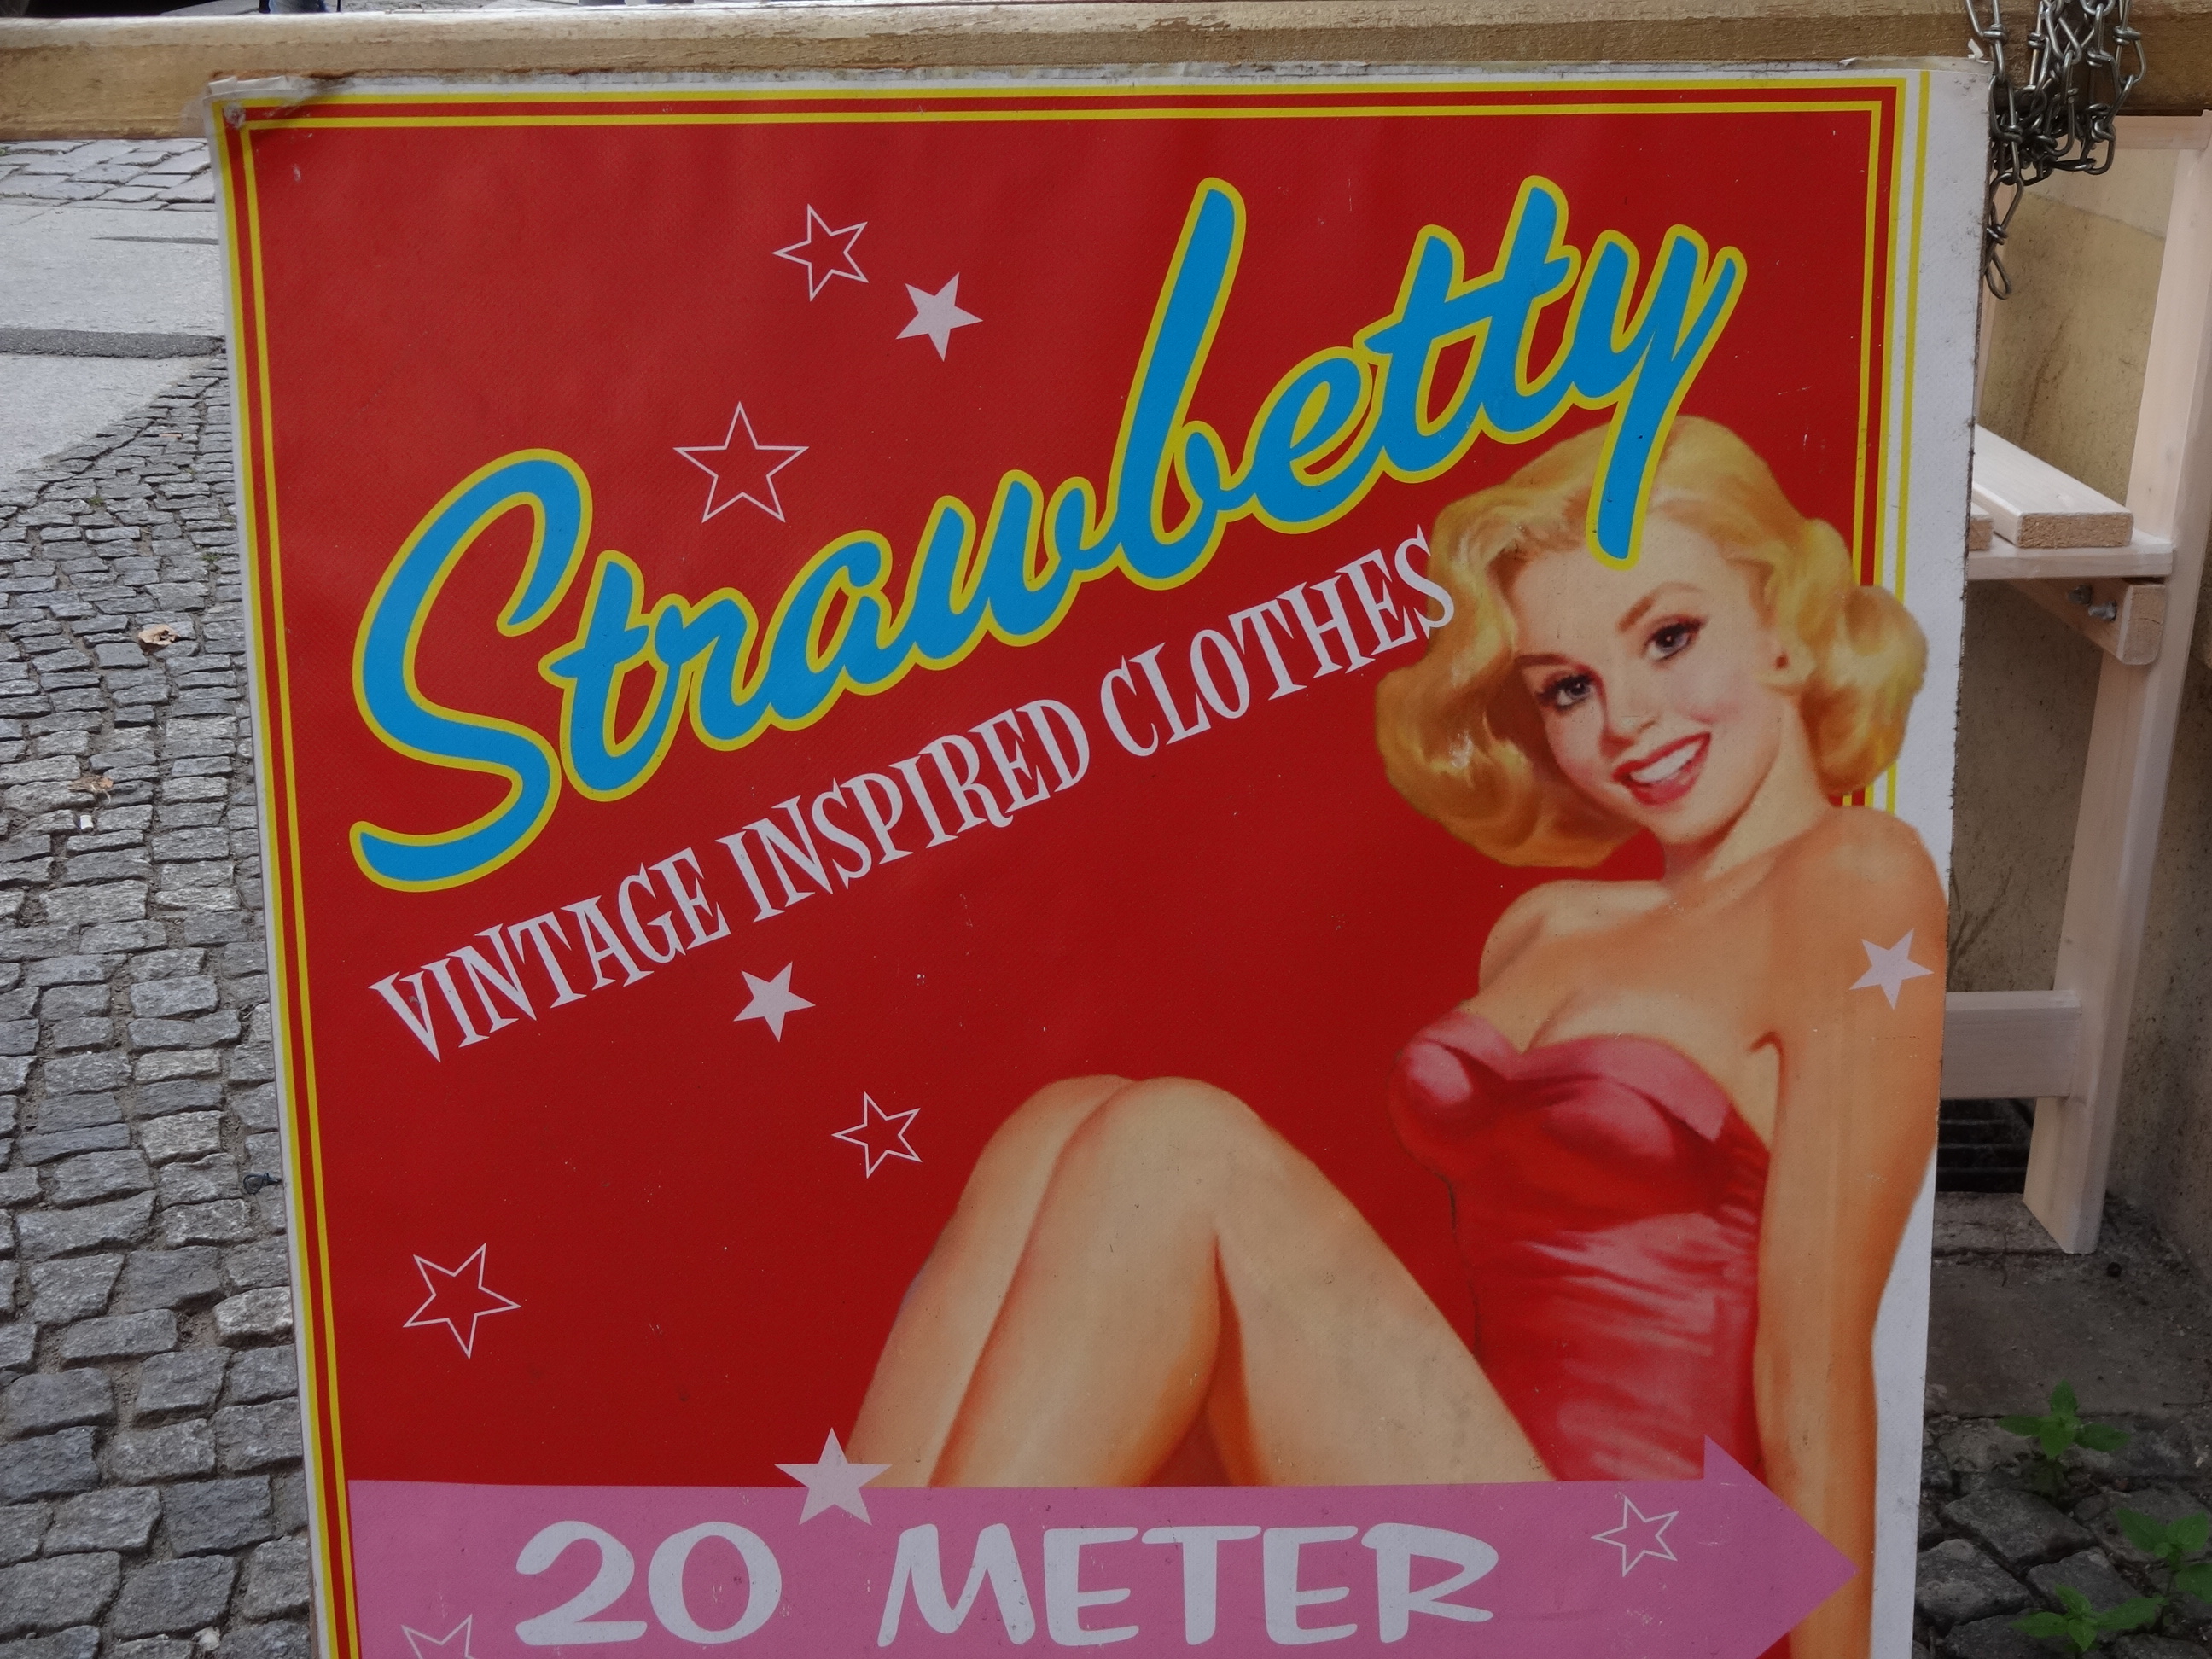 Strawbetty
VINTAGE INSPIRED CLOTHES
20 METER